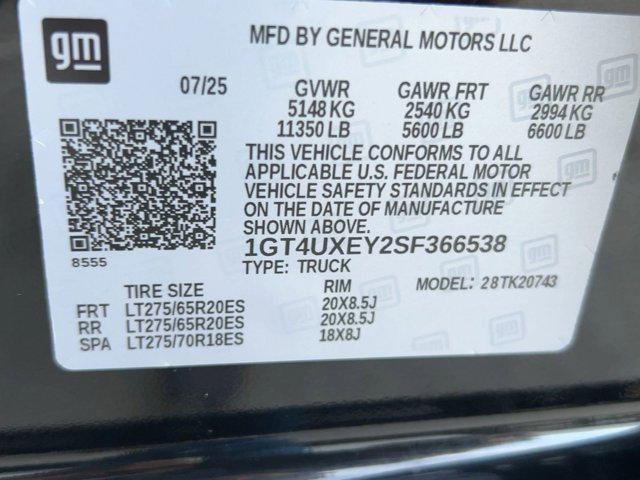 gm
MFD BY GENERAL MOTORS LLC
07/25 GVWR GAWR FRT GAWR RR
5148 KG 2540 KG 2994 KG
11350 LB 5600 LB 6600 LB
THIS VEHICLE CONFORMS TO ALL
APPLICABLE U.S. FEDERAL MOTOR
VEHICLE SAFETY STANDARDS IN EFFECT
ON THE DATE OF MANUFACTURE
SHOWN ABOVE.
1GT4UXEY2SF366538
8555
TYPE: TRUCK MODEL: 28TK20743
TIRE SIZE RIM
FRT LT275/65R20ES 20X8.5J
RR LT275/65R20ES 20X8.5J
SPA LT275/70R18ES 18X8J